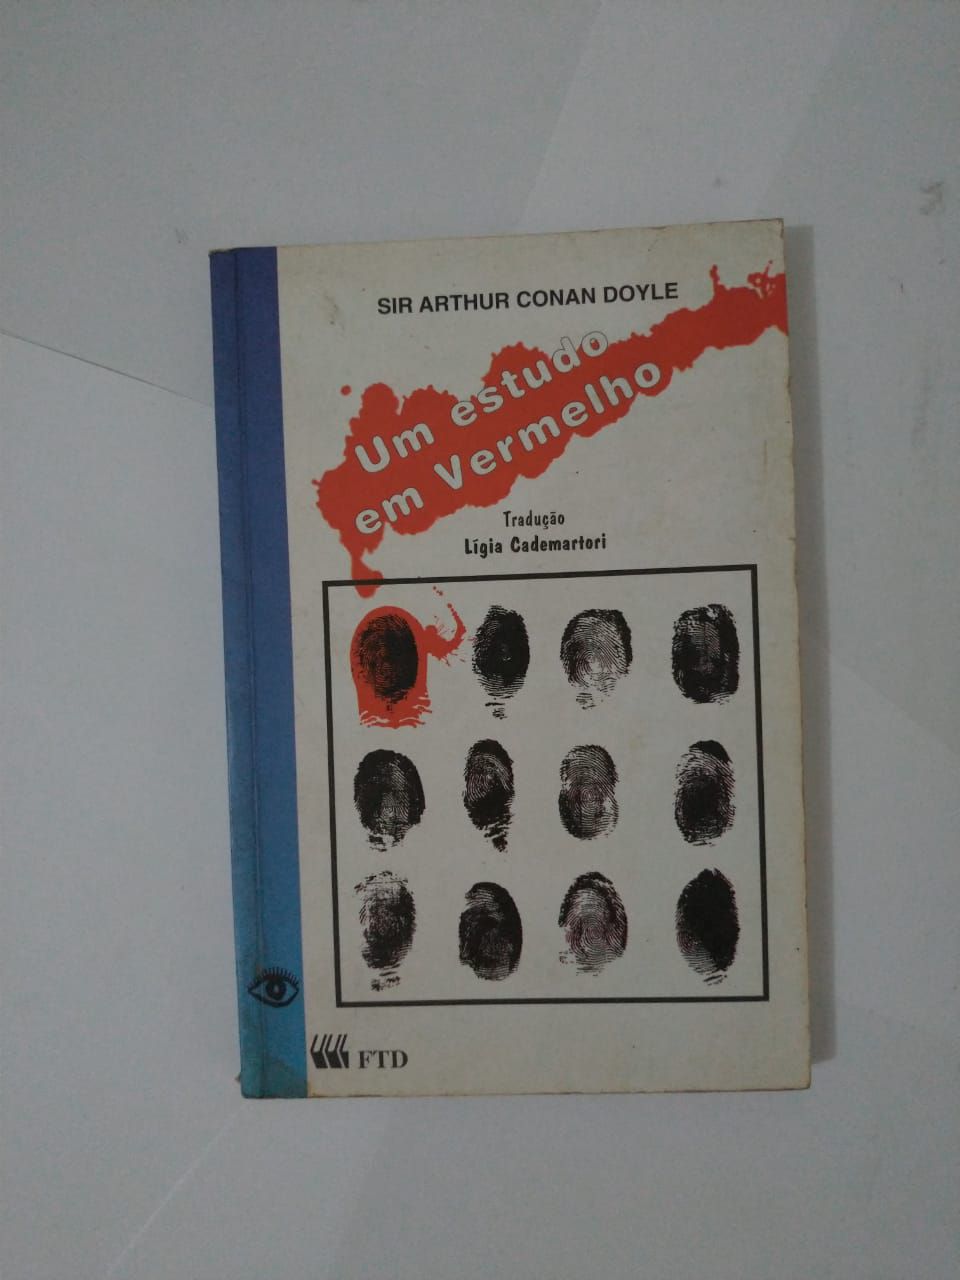 SIR ARTHUR CONAN DOYLE
Um estudo
em Vermelho
Tradução
Lígia Cademartori
FTD